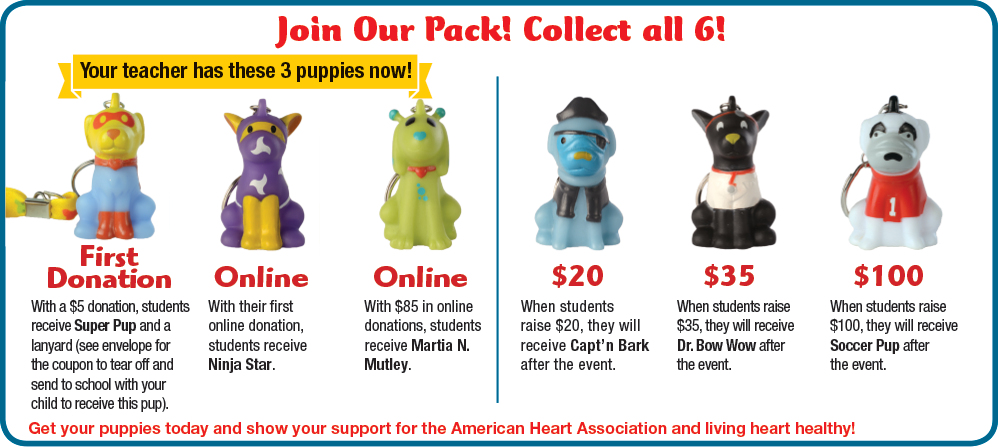 Join Our Pack! Collect all 6!
Your teacher has these 3 puppies now!
First
Donation
With a $5 donation, students
receive Super Pup and a
lanyard (see envelope for
the coupon to tear off and
send to school with your
child to receive this pup).
Online
With their first
online donation,
students receive
Ninja Star.
Online
With $85 in online
donations, students
receive Martia N.
Mutley.
$20
When students
raise $20, they will
receive Capt'n Bark
after the event.
$35
When students raise
$35, they will receive
Dr. Bow Wow after
the event.
1
$100
When students raise
$100, they will receive
Soccer Pup after
the event.
Get your puppies today and show your support for the American Heart Association and living heart healthy!